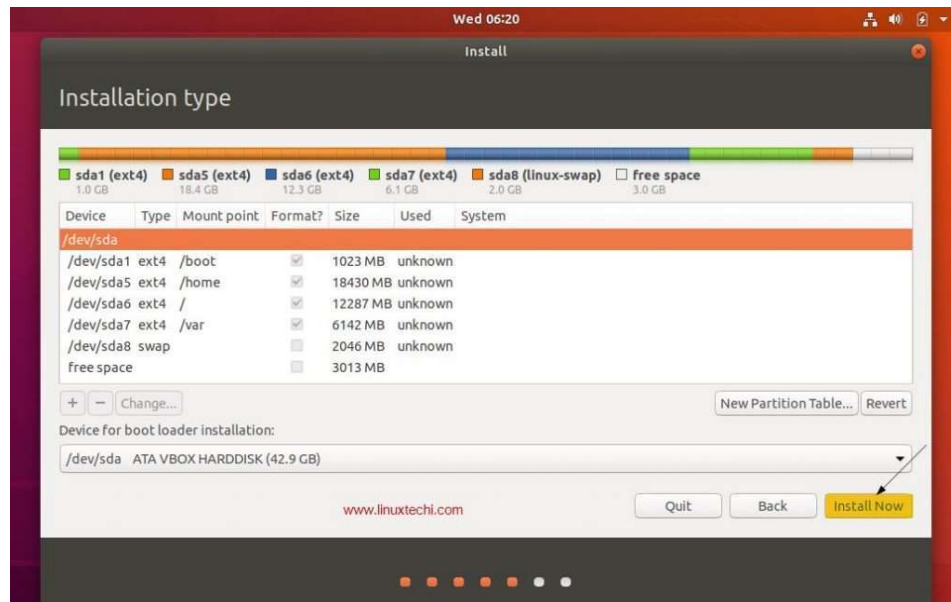 Wed 06:20
Install
Installation type
sda1 (ext4) sda5 (ext4) sda6 (ext4) sda7 (ext4) sda8 (linux-swap) free space
1.0 GB 18.4 GB 12.3 GB 6.1 GB 2.0 GB 3.0 GB
Device Type Mount point Format? Size Used System
/dev/sda
/dev/sda1 ext4 /boot 1023 MB unknown
/dev/sda5 ext4 /home 18430 MB unknown
/dev/sda6 ext4 / 12287 MB unknown
/dev/sda7 ext4 /var 6142 MB unknown
/dev/sda8 swap 2046 MB unknown
free space 3013 MB
+ − Change... New Partition Table... Revert
Device for boot loader installation:
/dev/sda ATA VBOX HARDDISK (42.9 GB)
www.linuxtechi.com Quit Back Install Now